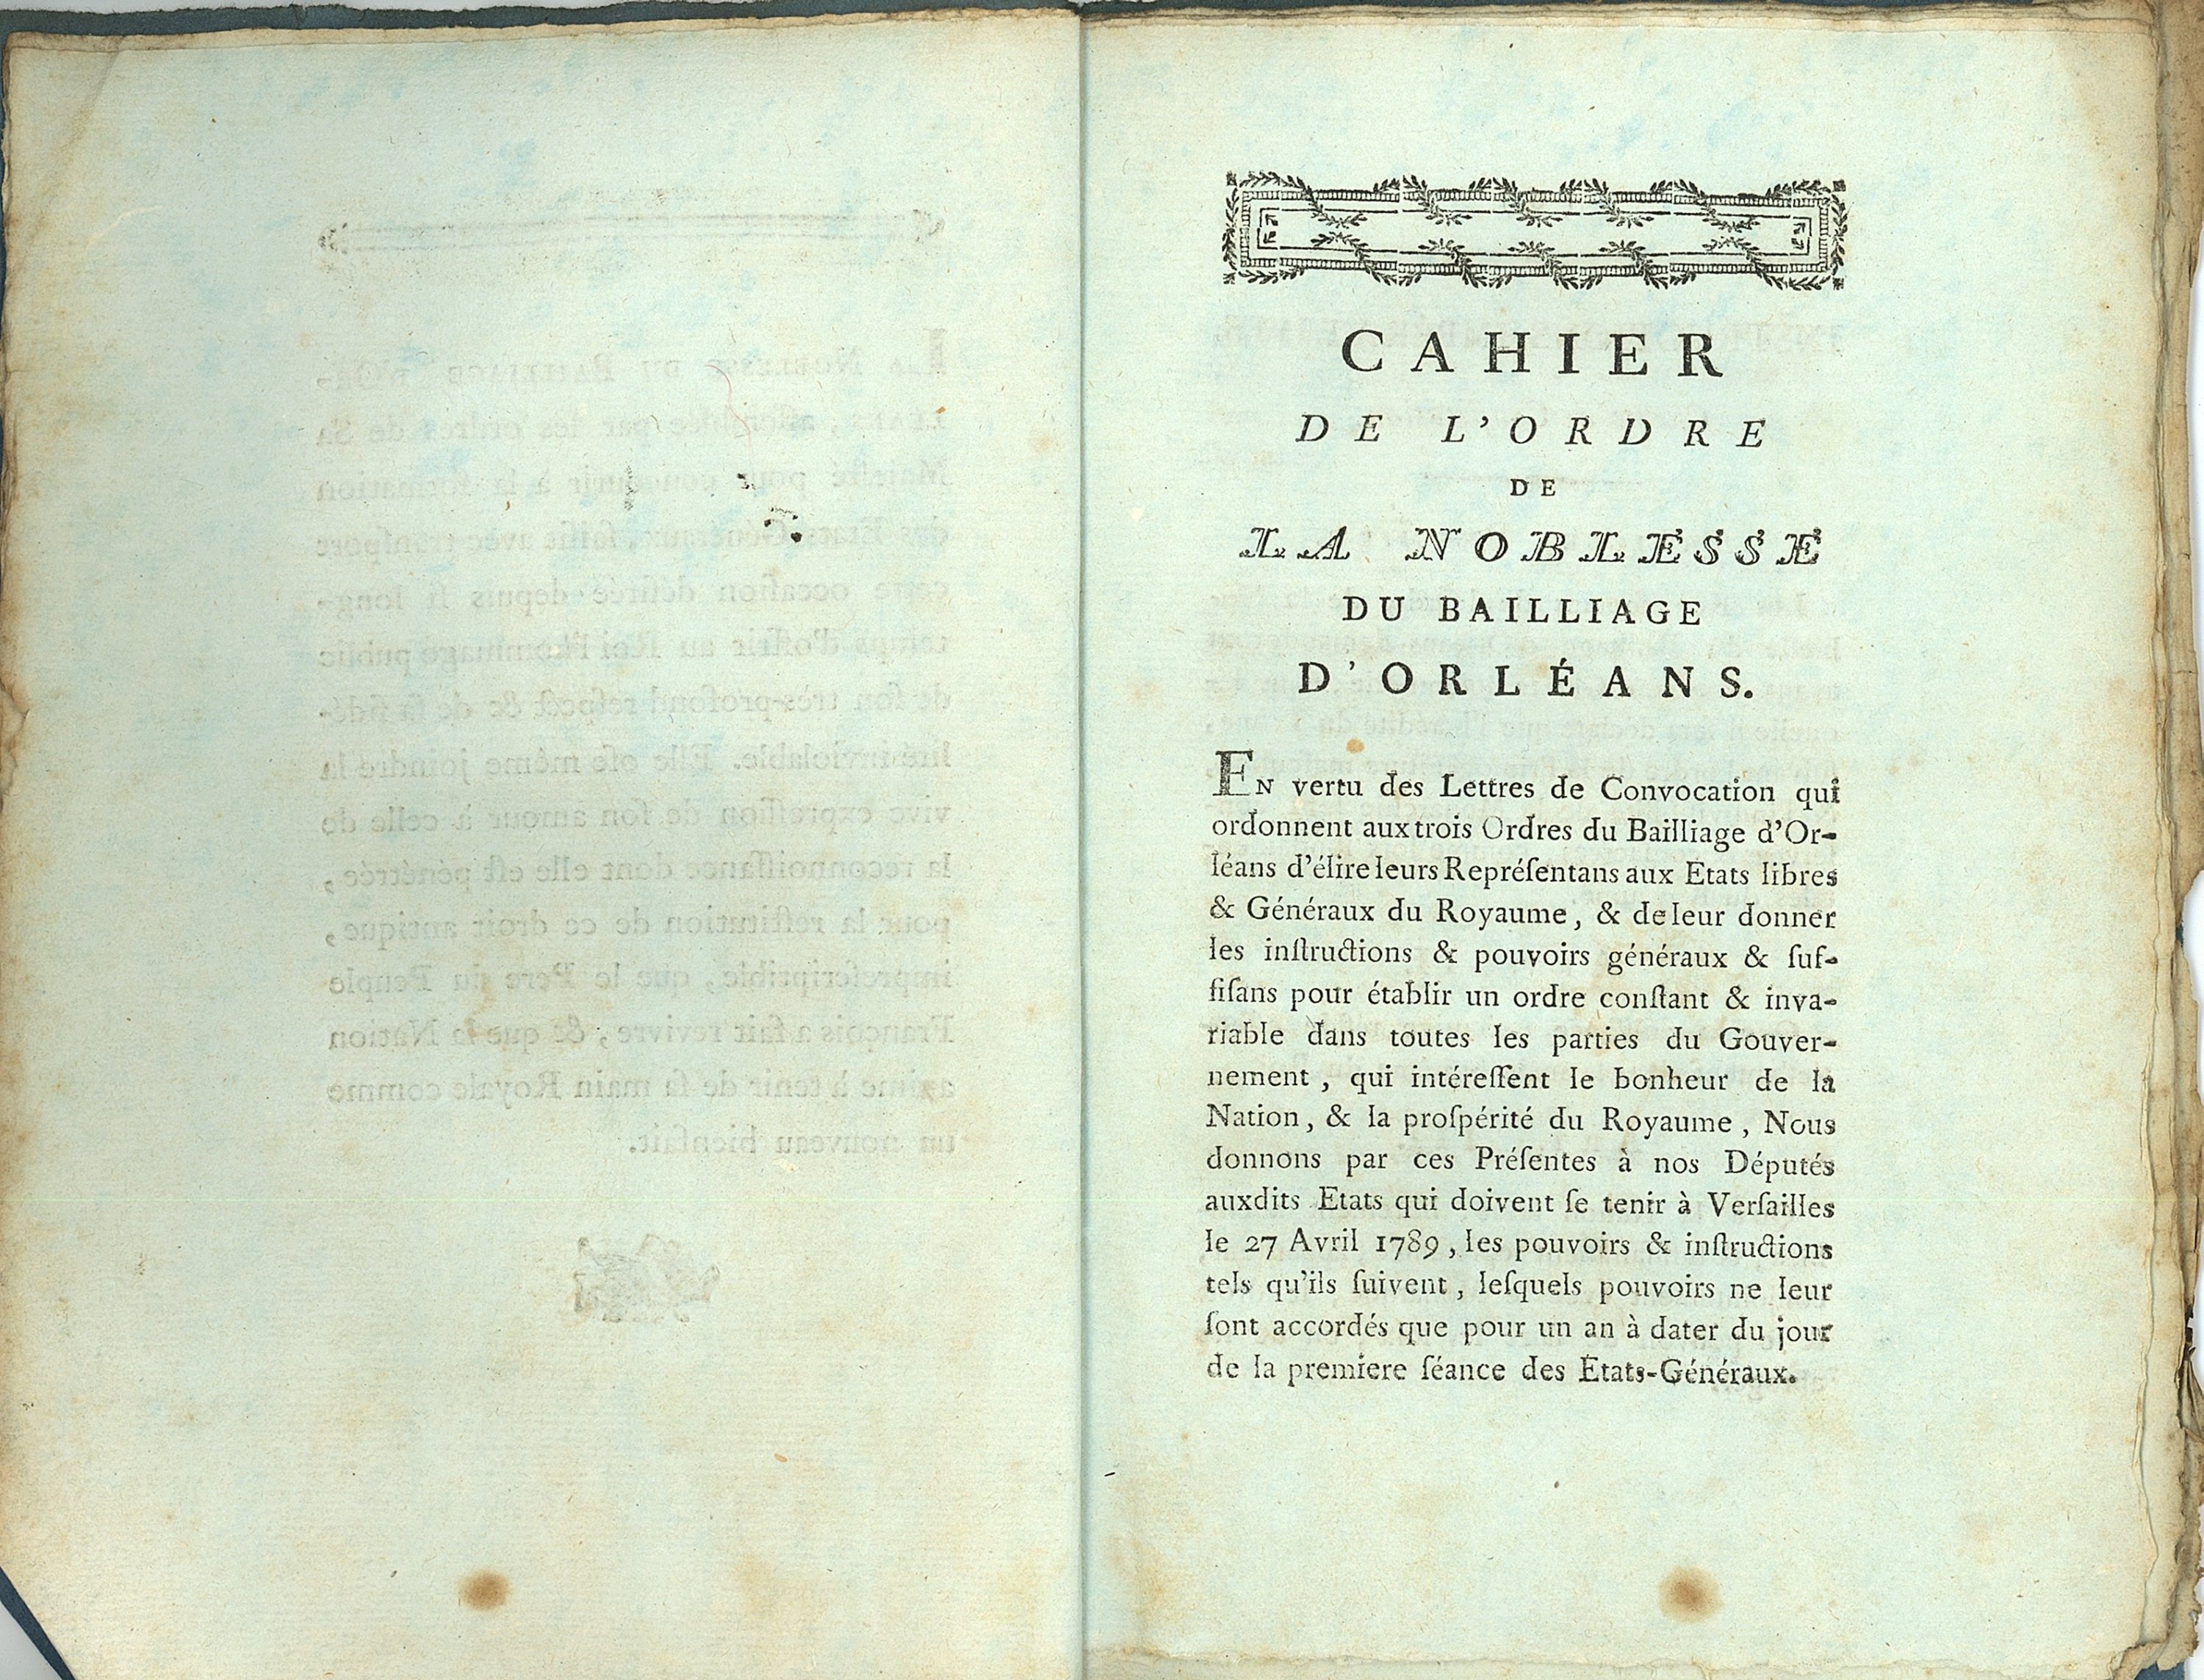 CAHIER
DE L'ORDRE
DE
LA NOBLESSE
DU BAILLIAGE
D'ORLÉANS.
EN vertu des Lettres de Convocation qui
ordonnent aux trois Ordres du Bailliage d'Or-
léans d'élire leurs Repréſentans aux Etats libres
& Généraux du Royaume, & de leur donner
les inſtructions & pouvoirs généraux & ſuf-
fiſans pour établir un ordre conſtant & inva-
riable dans toutes les parties du Gouver-
nement, qui intéreſſent le bonheur de la
Nation, & la proſpérité du Royaume, Nous
donnons par ces Préſentes à nos Députés
auxdits Etats qui doivent ſe tenir à Verſailles
le 27 Avril 1789, les pouvoirs & inſtructions
tels qu'ils ſuivent, leſquels pouvoirs ne leur
ſont accordés que pour un an à dater du jour
de la premiere ſéance des Etats-Généraux.